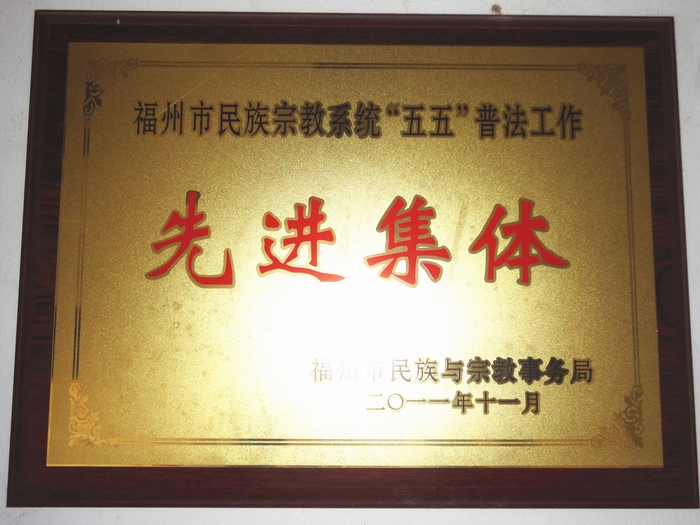 福州市民族宗教系统“五五”普法工作
先进集体
福州市民族与宗教事务局
二〇一一年十一月